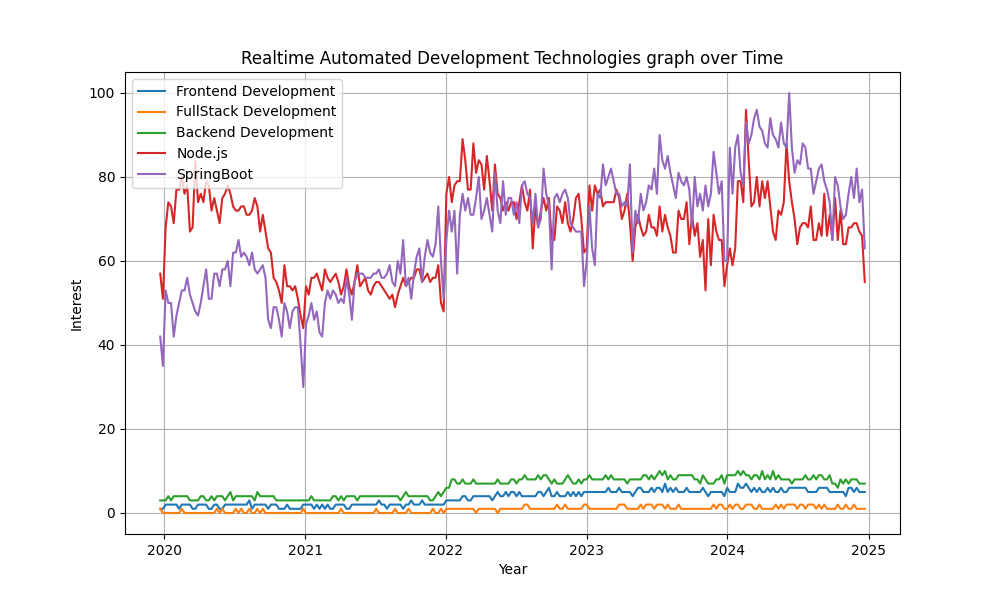 Realtime Automated Development Technologies graph over Time
Frontend Development
FullStack Development
Backend Development
Node.js
SpringBoot
100
80
60
40
20
0
Interest
2020 2021 2022 2023 2024 2025
Year